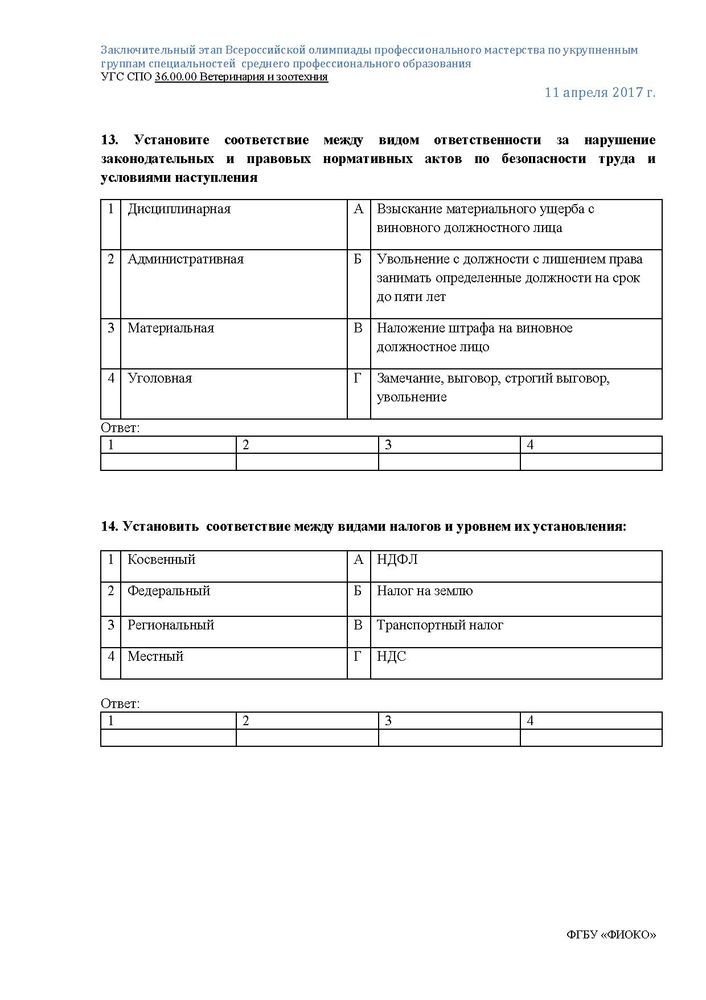 Заключительный этап Всероссийской олимпиады профессионального мастерства по укрупненным
группам специальностей  среднего профессионального образования
УГС СПО 36.00.00 Ветеринария и зоотехния
11 апреля 2017 г.
13. Установите соответствие между видом ответственности за нарушение
законодательных и правовых нормативных актов по безопасности труда и
условиями наступления
1 Дисциплинарная А Взыскание материального ущерба с
виновного должностного лица
2 Административная Б Увольнение с должности с лишением права
занимать определенные должности на срок
до пяти лет
3 Материальная В Наложение штрафа на виновное
должностное лицо
4 Уголовная Г Замечание, выговор, строгий выговор,
увольнение
Ответ:
1 2 3 4
14. Установить  соответствие между видами налогов и уровнем их установления:
1 Косвенный А НДФЛ
2 Федеральный Б Налог на землю
3 Региональный В Транспортный налог
4 Местный Г НДС
Ответ:
1 2 3 4
ФГБУ «ФИОКО»